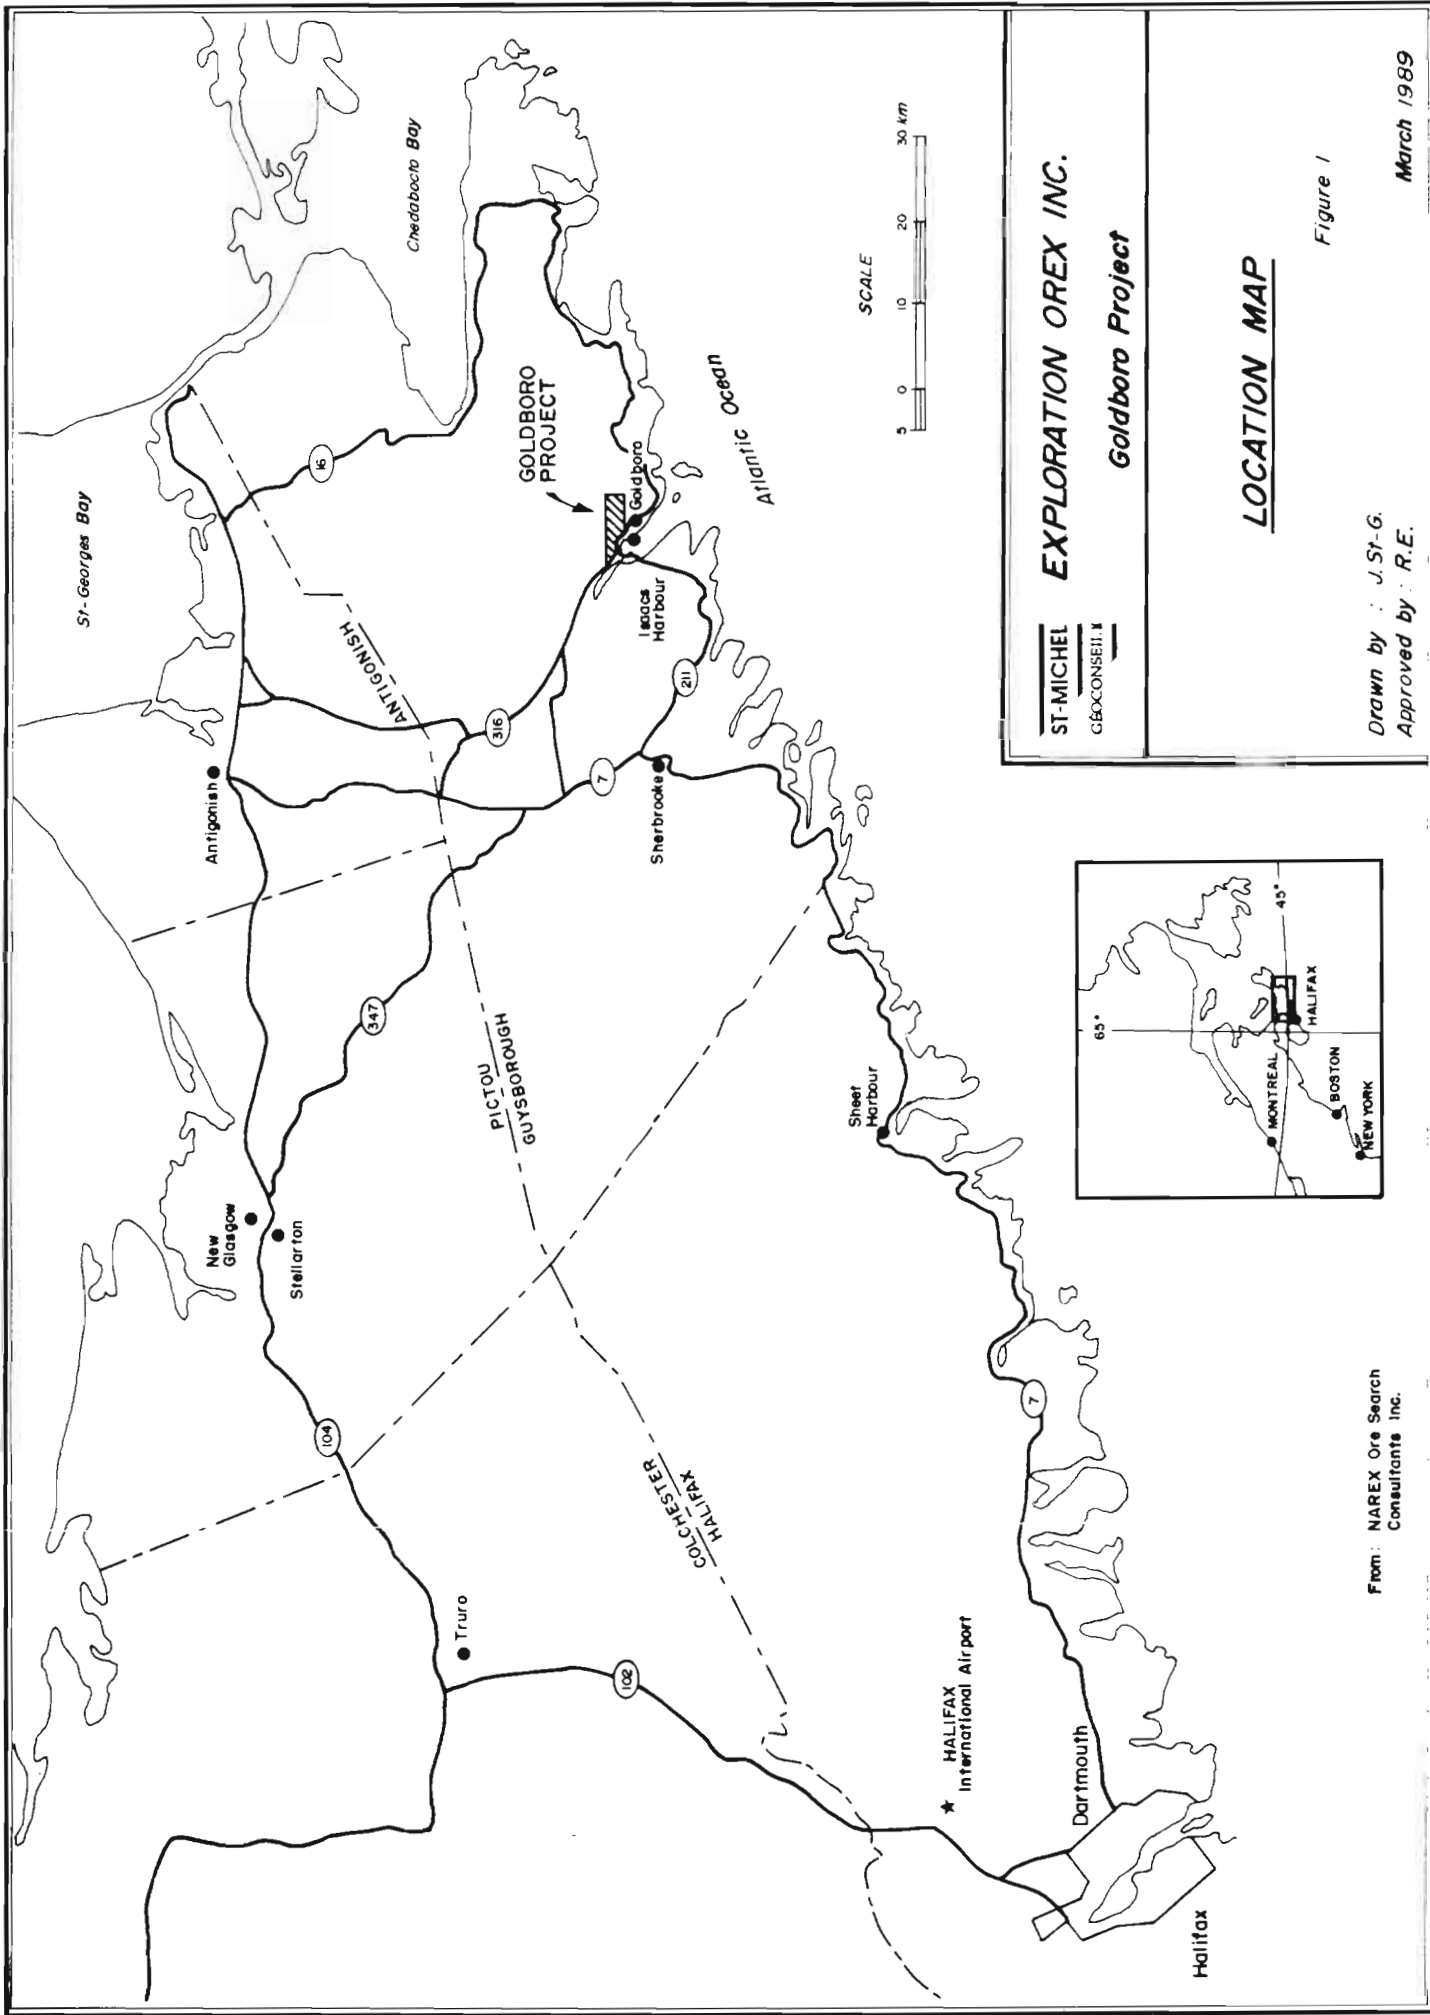 St-Georges Bay
Chedabucto Bay
Atlantic Ocean
16
ANTIGONISH
GOLDBORO
PROJECT
Goldboro
Isaacs
Harbour
316
211
7
Antigonish
Sherbrooke
347
PICTOU
GUYSBOROUGH
New
Glasgow
Stellarton
Sheet
Harbour
104
COLCHESTER
HALIFAX
7
Truro
102
HALIFAX
International Airport
Dartmouth
Halifax
SCALE
5 0 10 20 30 km
65°
45°
MONTREAL
HALIFAX
BOSTON
NEW YORK
From: NAREX Ore Search
Consultants Inc.
ST-MICHEL
GÉOCONSEIL
EXPLORATION OREX INC.
Goldboro Project
LOCATION MAP
Figure 1
Drawn by : J. St-G.
Approved by : R.E.
March 1989